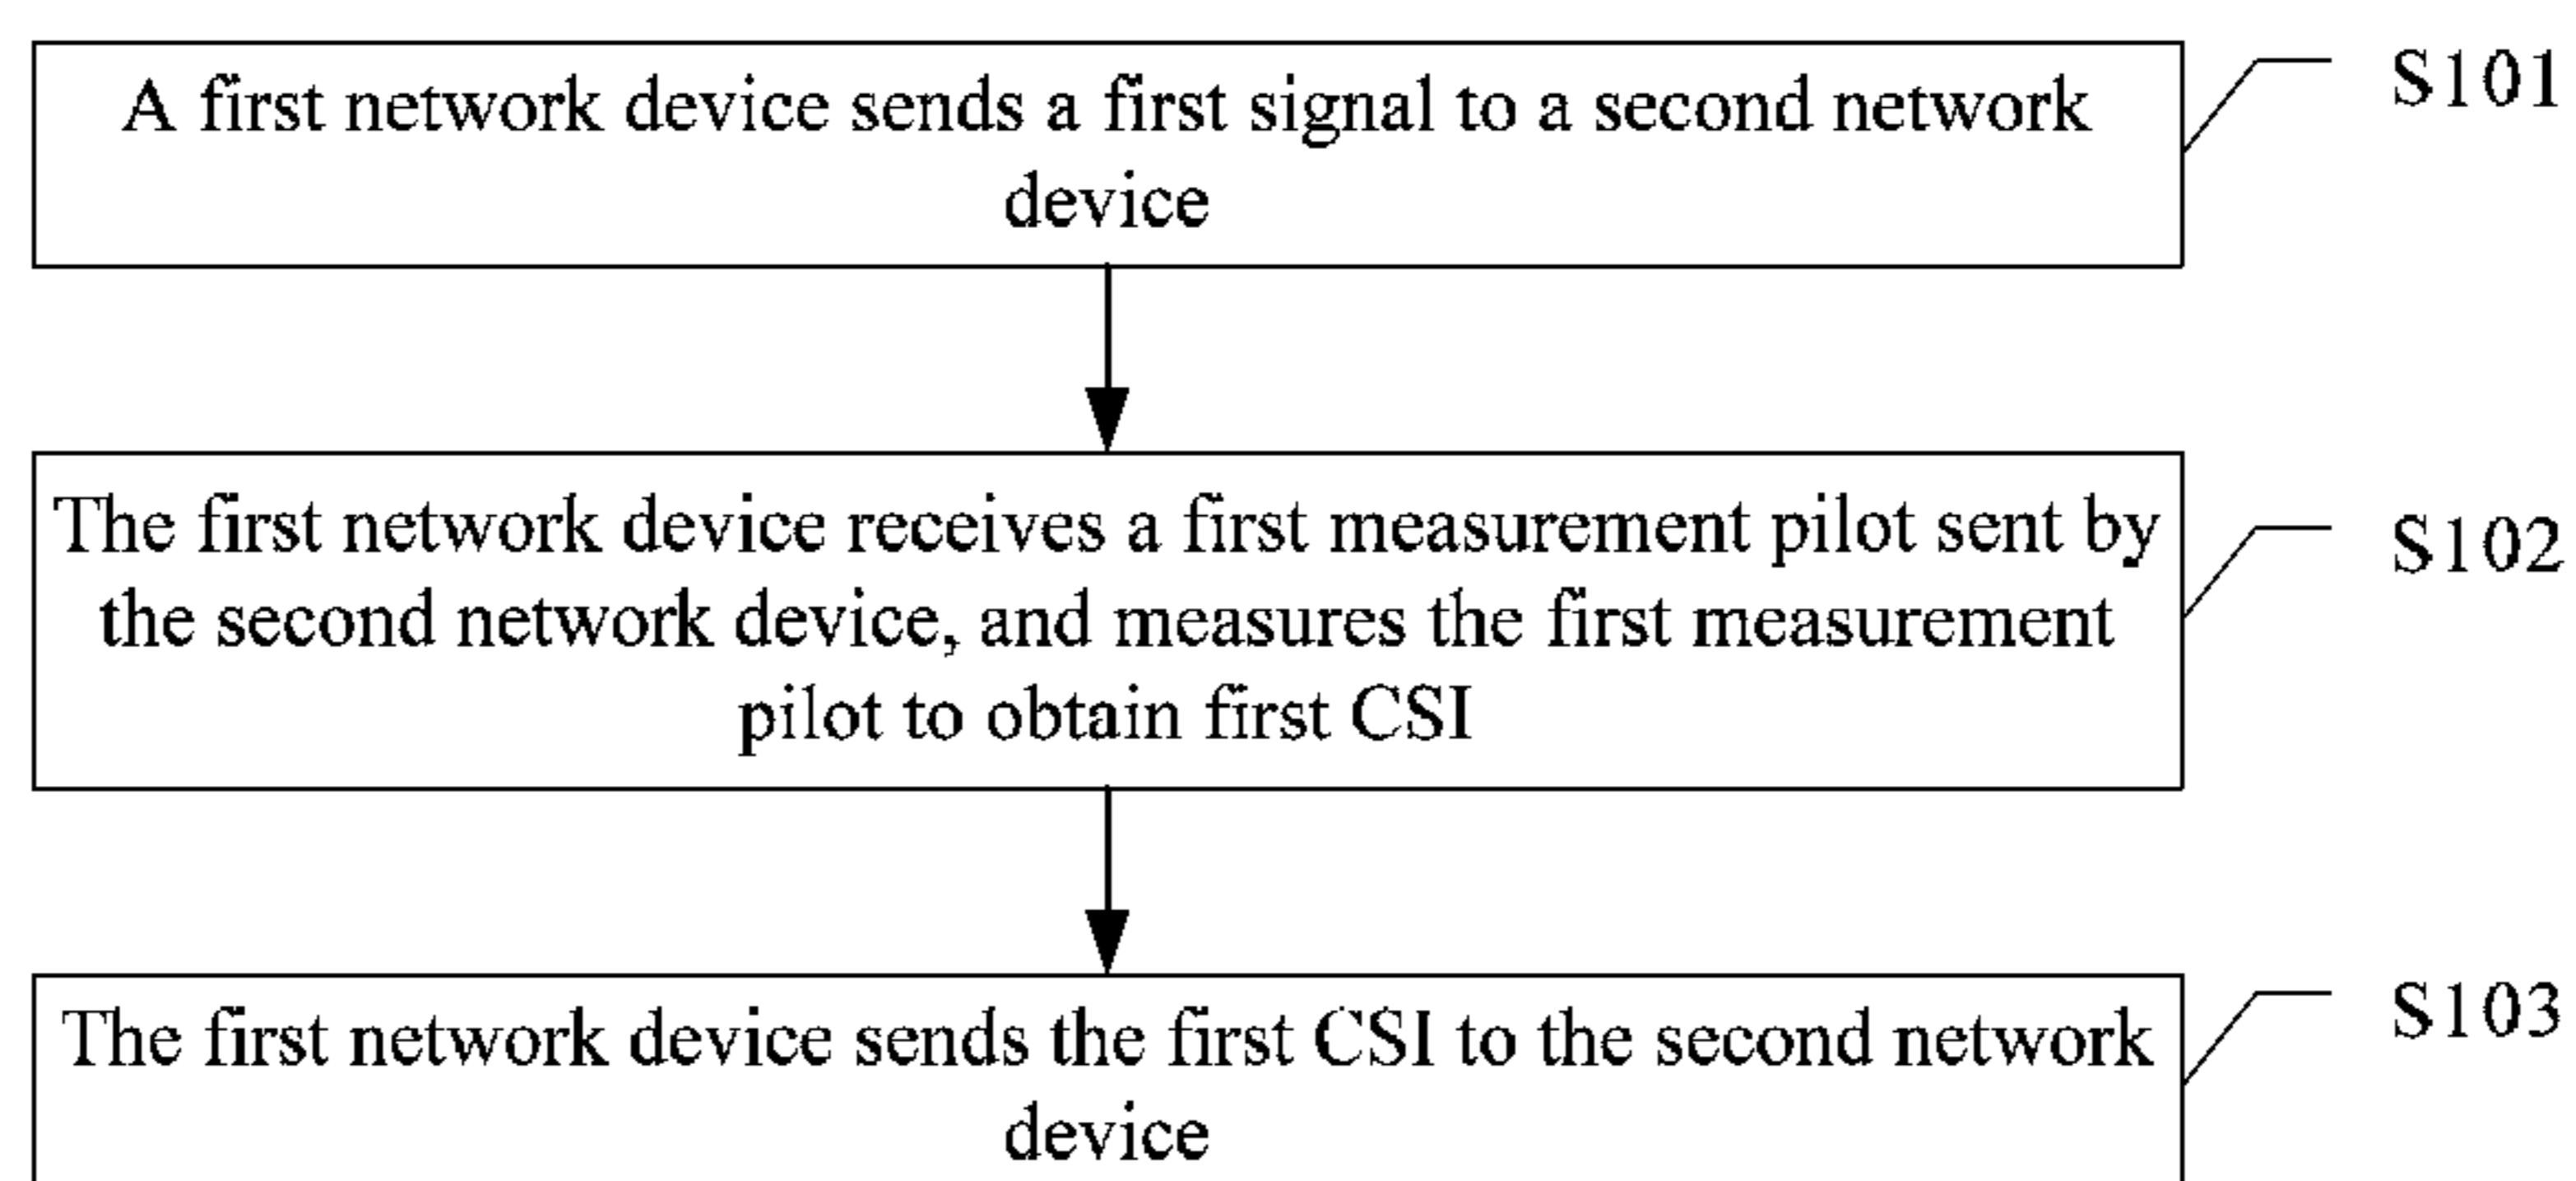 A first network device sends a first signal to a second network
device
S101
The first network device receives a first measurement pilot sent by
the second network device, and measures the first measurement
pilot to obtain first CSI
S102
The first network device sends the first CSI to the second network
device
S103